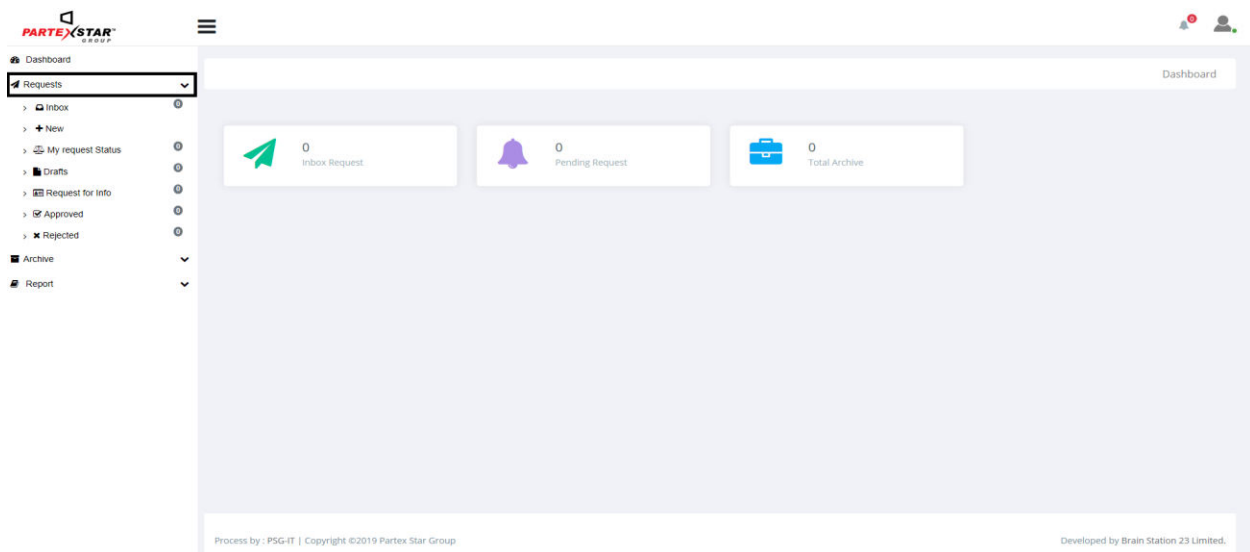 PARTEX STAR™
GROUP
0
Dashboard
Requests
Inbox 0
New
My request Status 0
Drafts 0
Request for Info 0
Approved 0
Rejected 0
Archive
Report
Dashboard
0
Inbox Request
0
Pending Request
0
Total Archive
Process by : PSG-IT | Copyright ©2019 Partex Star Group
Developed by Brain Station 23 Limited.